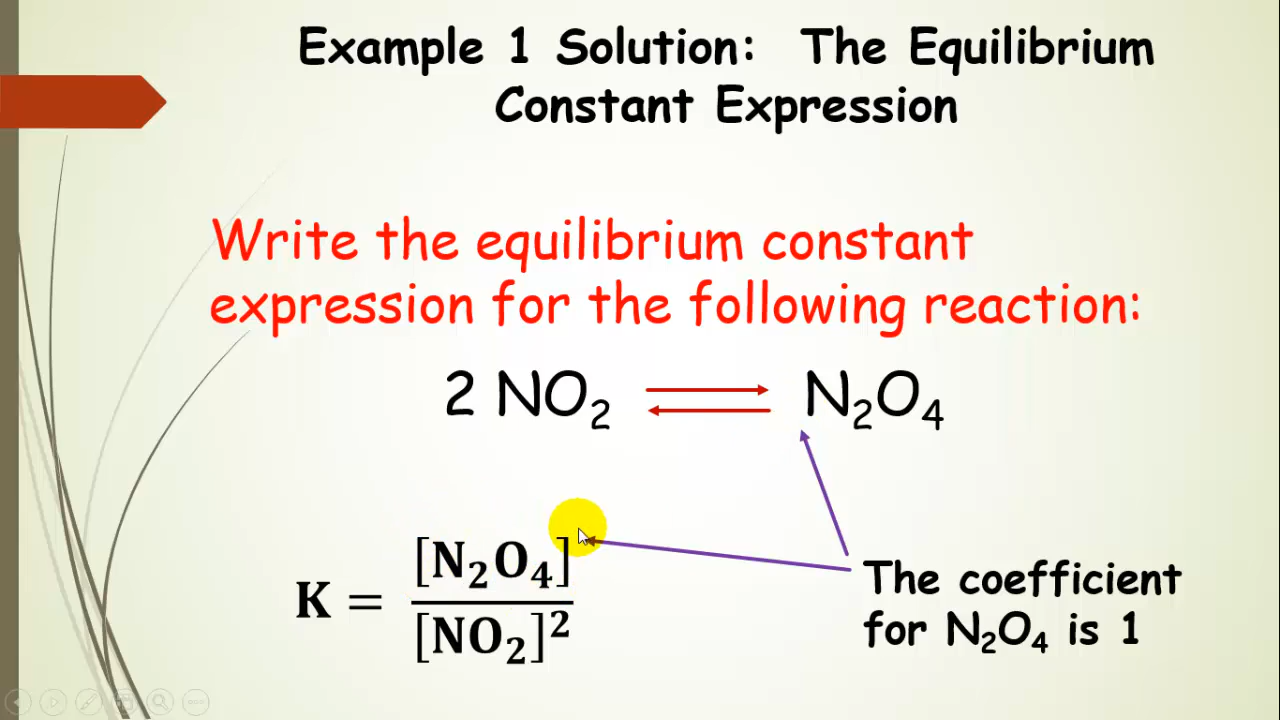 Example 1 Solution: The Equilibrium
Constant Expression
Write the equilibrium constant
expression for the following reaction:
2 NO₂ ⇌ N₂O₄
K = [N₂O₄] / [NO₂]²
The coefficient
for N₂O₄ is 1